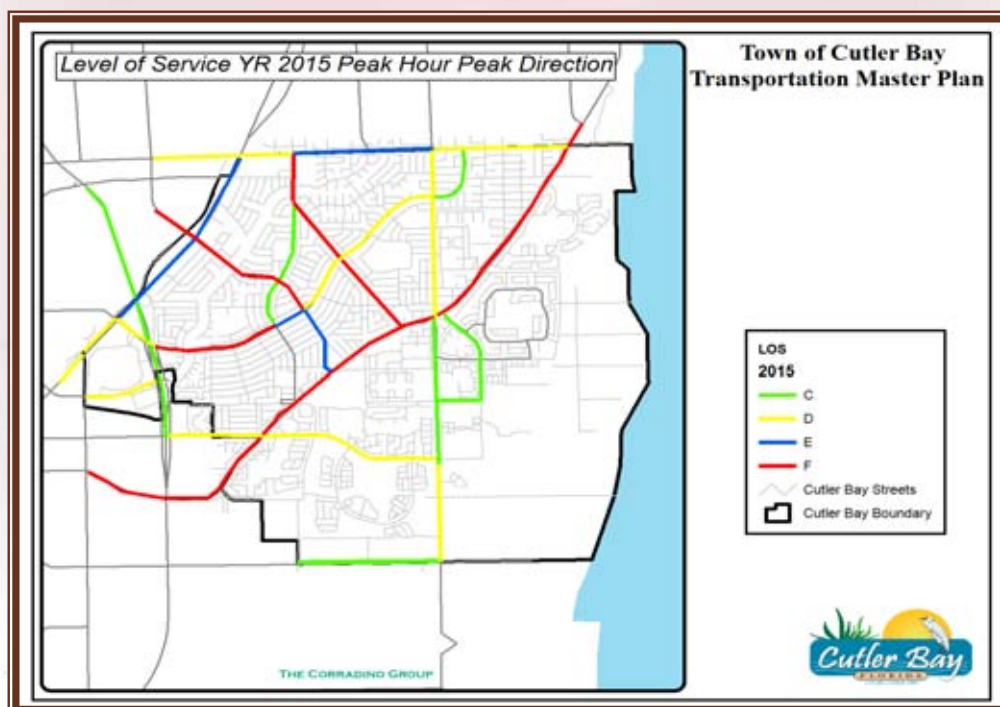 Level of Service YR 2015 Peak Hour Peak Direction
Town of Cutler Bay
Transportation Master Plan
LOS
2015
C
D
E
F
Cutler Bay Streets
Cutler Bay Boundary
THE CORRADINO GROUP
Cutler Bay
FLORIDA